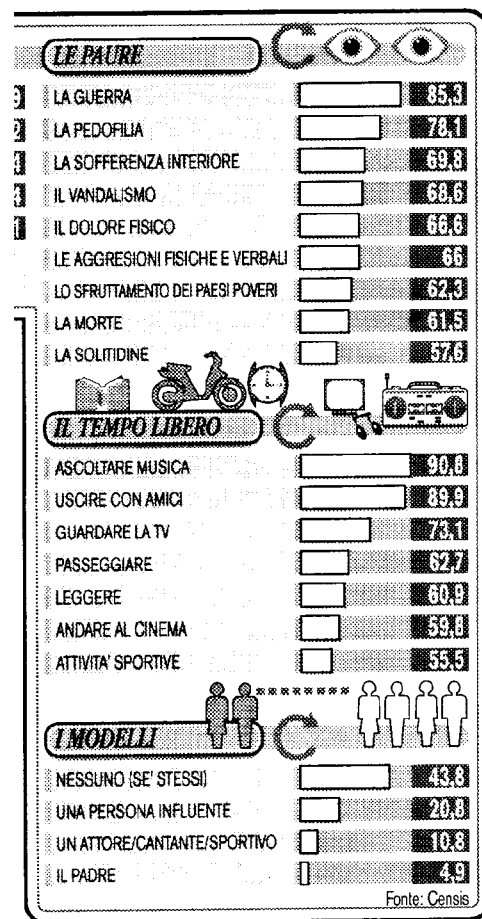 LE PAURE
LA GUERRA 85,3
LA PEDOFILIA 78,1
LA SOFFERENZA INTERIORE 69,8
IL VANDALISMO 68,6
IL DOLORE FISICO 66,8
LE AGGRESIONI FISICHE E VERBALI 66
LO SFRUTTAMENTO DEI PAESI POVERI 62,3
LA MORTE 61,5
LA SOLITIDINE 57,6
IL TEMPO LIBERO
ASCOLTARE MUSICA 90,8
USCIRE CON AMICI 89,9
GUARDARE LA TV 73,1
PASSEGGIARE 62,7
LEGGERE 60,9
ANDARE AL CINEMA 59,8
ATTIVITA' SPORTIVE 55,5
I MODELLI
NESSUNO (SE' STESSI) 43,8
UNA PERSONA INFLUENTE 20,8
UN ATTORE/CANTANTE/SPORTIVO 10,8
IL PADRE 4,9
Fonte: Censis